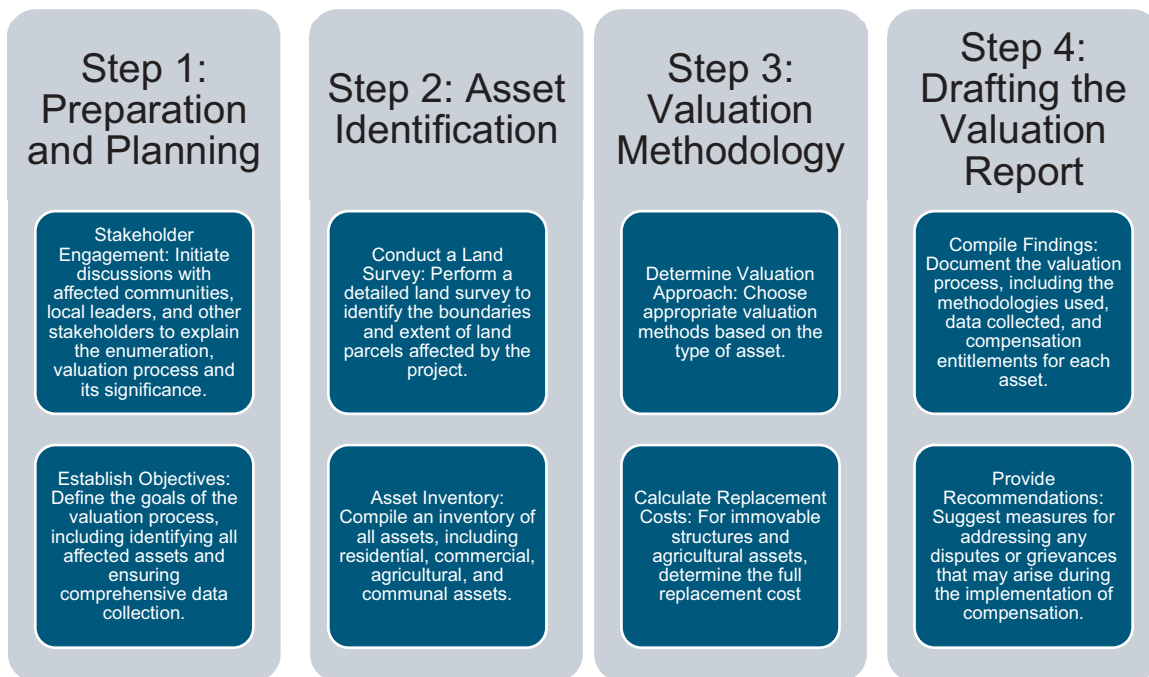 Step 1:
Preparation
and Planning
Stakeholder
Engagement: Initiate
discussions with
affected communities,
local leaders, and other
stakeholders to explain
the enumeration,
valuation process and
its significance.
Establish Objectives:
Define the goals of the
valuation process,
including identifying all
affected assets and
ensuring
comprehensive data
collection.
Step 2: Asset
Identification
Conduct a Land
Survey: Perform a
detailed land survey to
identify the boundaries
and extent of land
parcels affected by the
project.
Asset Inventory:
Compile an inventory of
all assets, including
residential, commercial,
agricultural, and
communal assets.
Step 3:
Valuation
Methodology
Determine Valuation
Approach: Choose
appropriate valuation
methods based on the
type of asset.
Calculate Replacement
Costs: For immovable
structures and
agricultural assets,
determine the full
replacement cost
Step 4:
Drafting the
Valuation
Report
Compile Findings:
Document the valuation
process, including the
methodologies used,
data collected, and
compensation
entitlements for each
asset.
Provide
Recommendations:
Suggest measures for
addressing any
disputes or grievances
that may arise during
the implementation of
compensation.